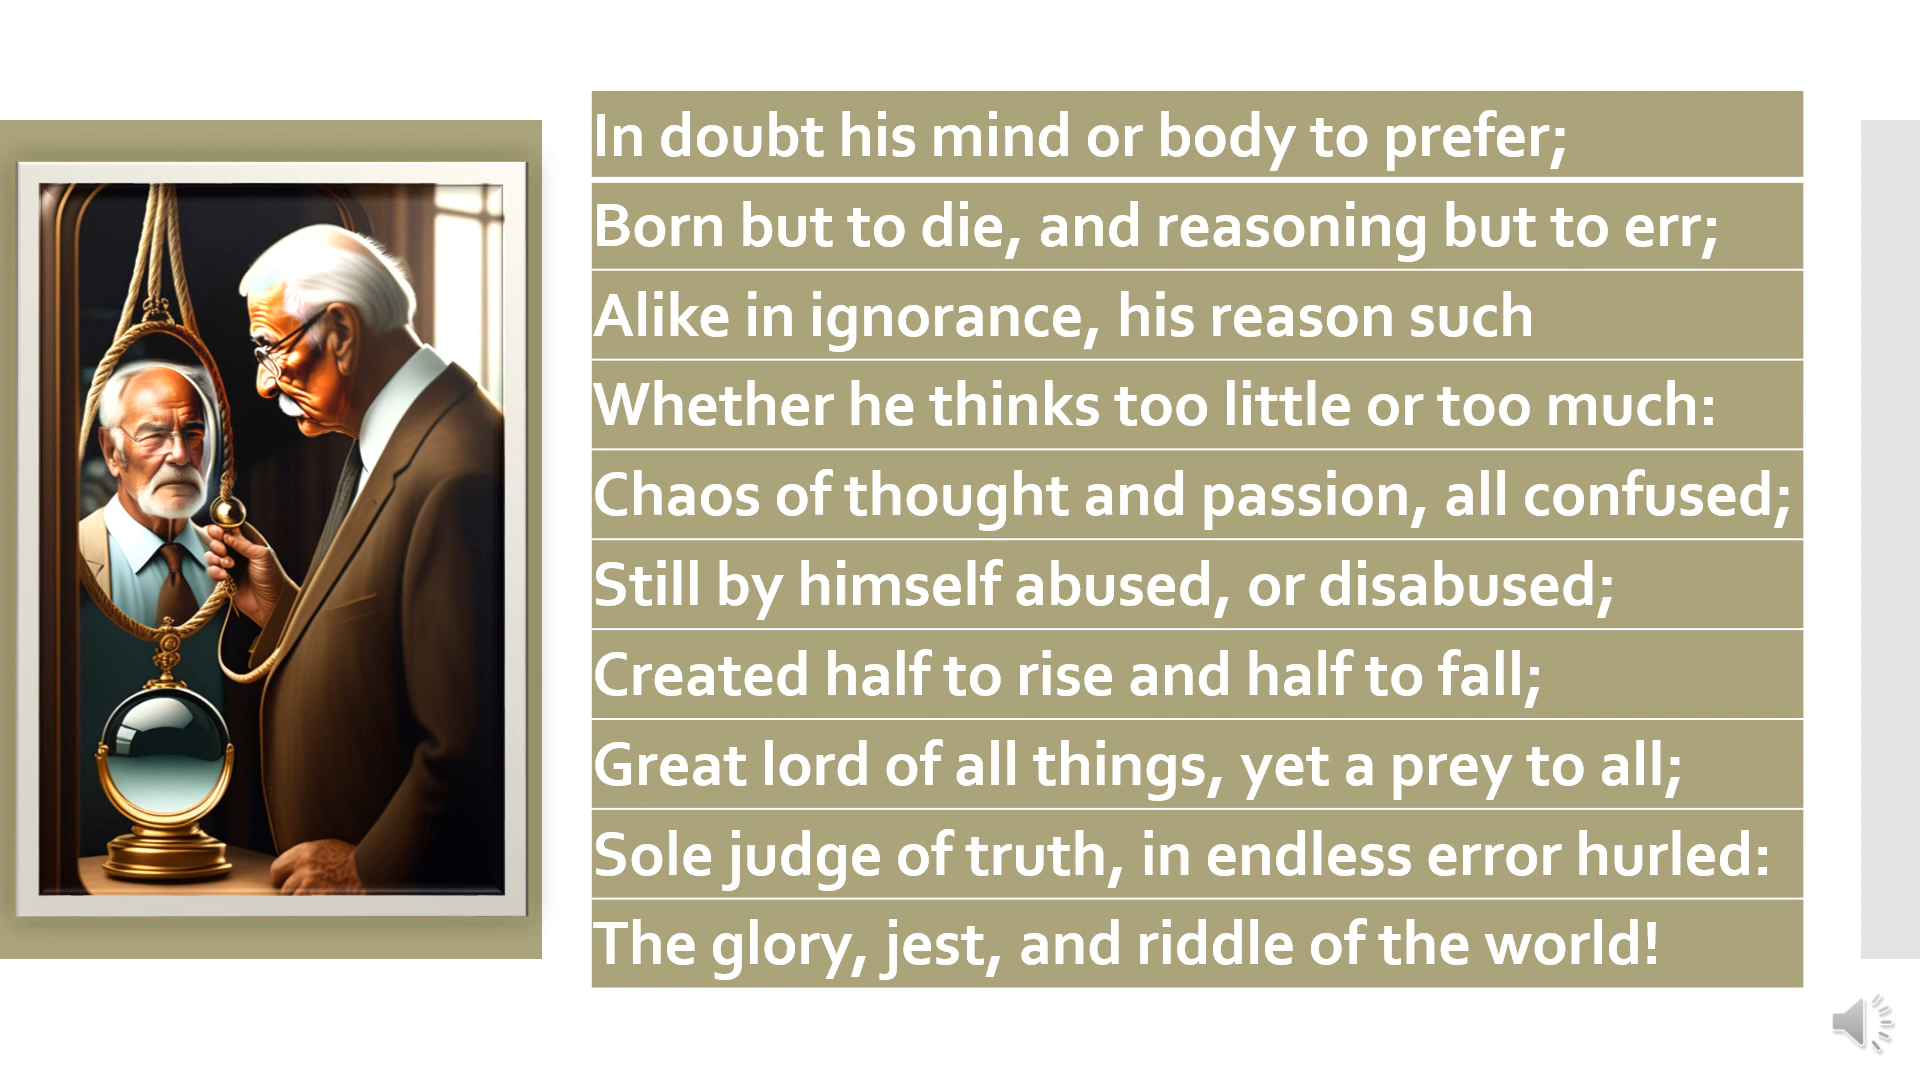 In doubt his mind or body to prefer;
Born but to die, and reasoning but to err;
Alike in ignorance, his reason such
Whether he thinks too little or too much:
Chaos of thought and passion, all confused;
Still by himself abused, or disabused;
Created half to rise and half to fall;
Great lord of all things, yet a prey to all;
Sole judge of truth, in endless error hurled:
The glory, jest, and riddle of the world!